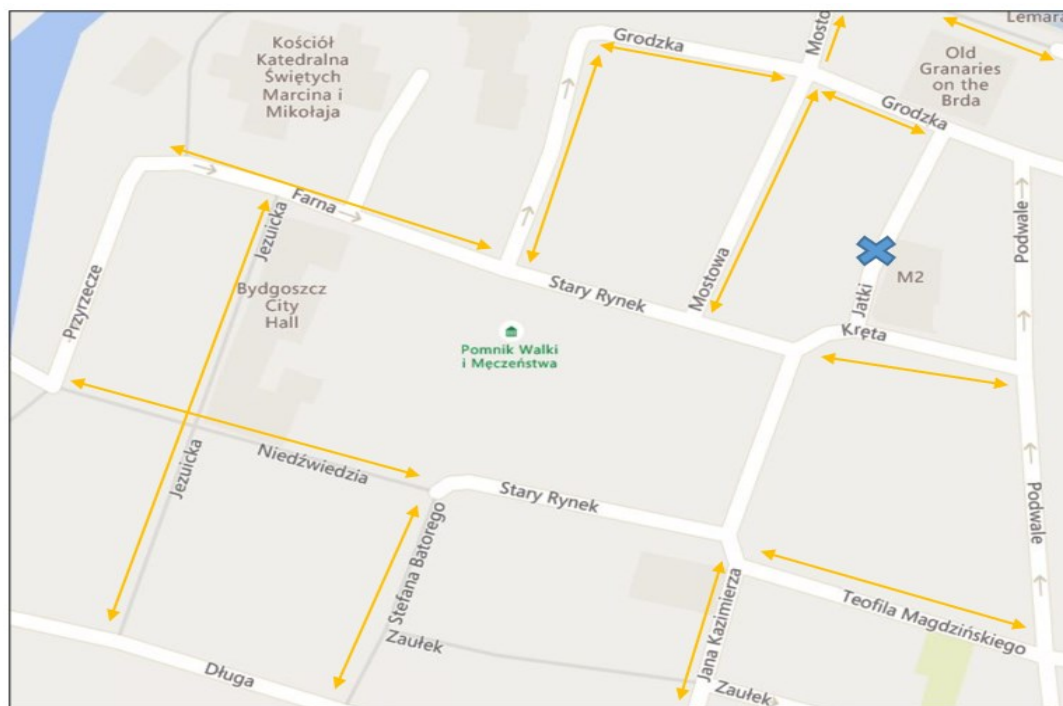 Kościół
Katedralna
Świętych
Marcina i
Mikołaja
Grodzka
Mosto
Lemara
Old
Granaries
on the
Brda
Grodzka
Farna
Jezuicka
Przyrzecze
Bydgoszcz
City
Hall
Stary Rynek
Mostowa
Podwale
M2
Jatki
Kręta
Pomnik Walki
i Męczeństwa
Niedźwiedzia
Jezuicka
Stary Rynek
Stefana Batorego
Podwale
Teofila Magdzińskiego
Jana Kazimierza
Zaułek
Długa
Zaułek